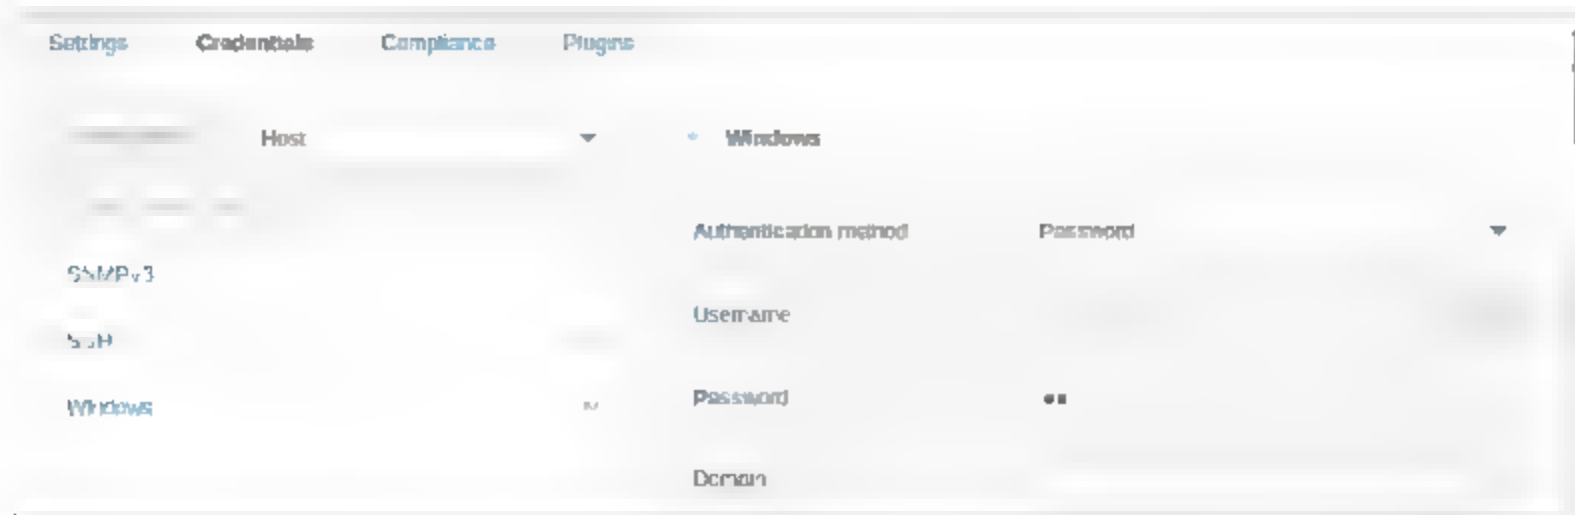 Settings Credentials Compliance Plugins
Host
Windows
Authentication method Password
SNMPv3
Username
SSH
Password
Windows
Domain